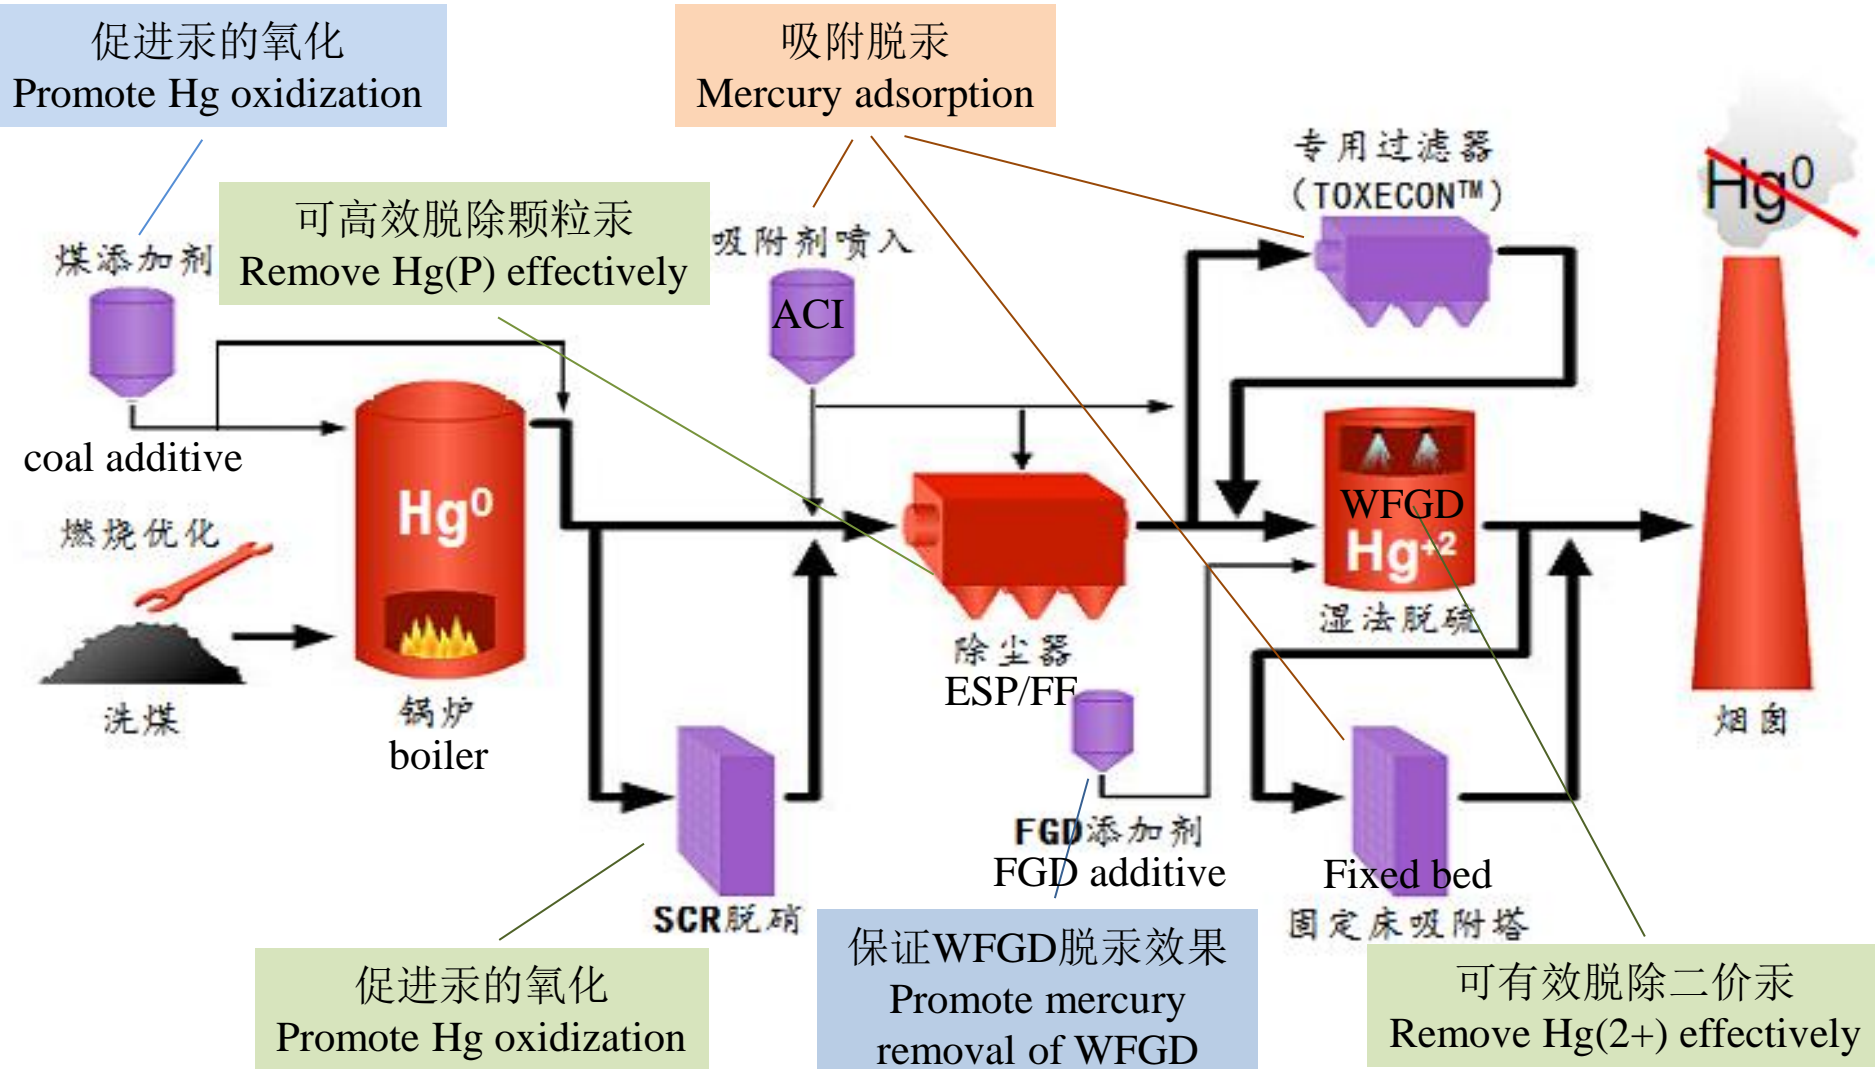 促进汞的氧化
Promote Hg oxidization
吸附脱汞
Mercury adsorption
专用过滤器
（TOXECON™）
Hg⁰
可高效脱除颗粒汞
Remove Hg(P) effectively
吸附剂喷入
ACI
煤添加剂
coal additive
燃烧优化
洗煤
Hg⁰
锅炉
boiler
除尘器
ESP/FF
WFGD
Hg⁺²
湿法脱硫
烟囱
SCR脱硝
FGD添加剂
FGD additive
Fixed bed
固定床吸附塔
促进汞的氧化
Promote Hg oxidization
保证WFGD脱汞效果
Promote mercury
removal of WFGD
可有效脱除二价汞
Remove Hg(2+) effectively